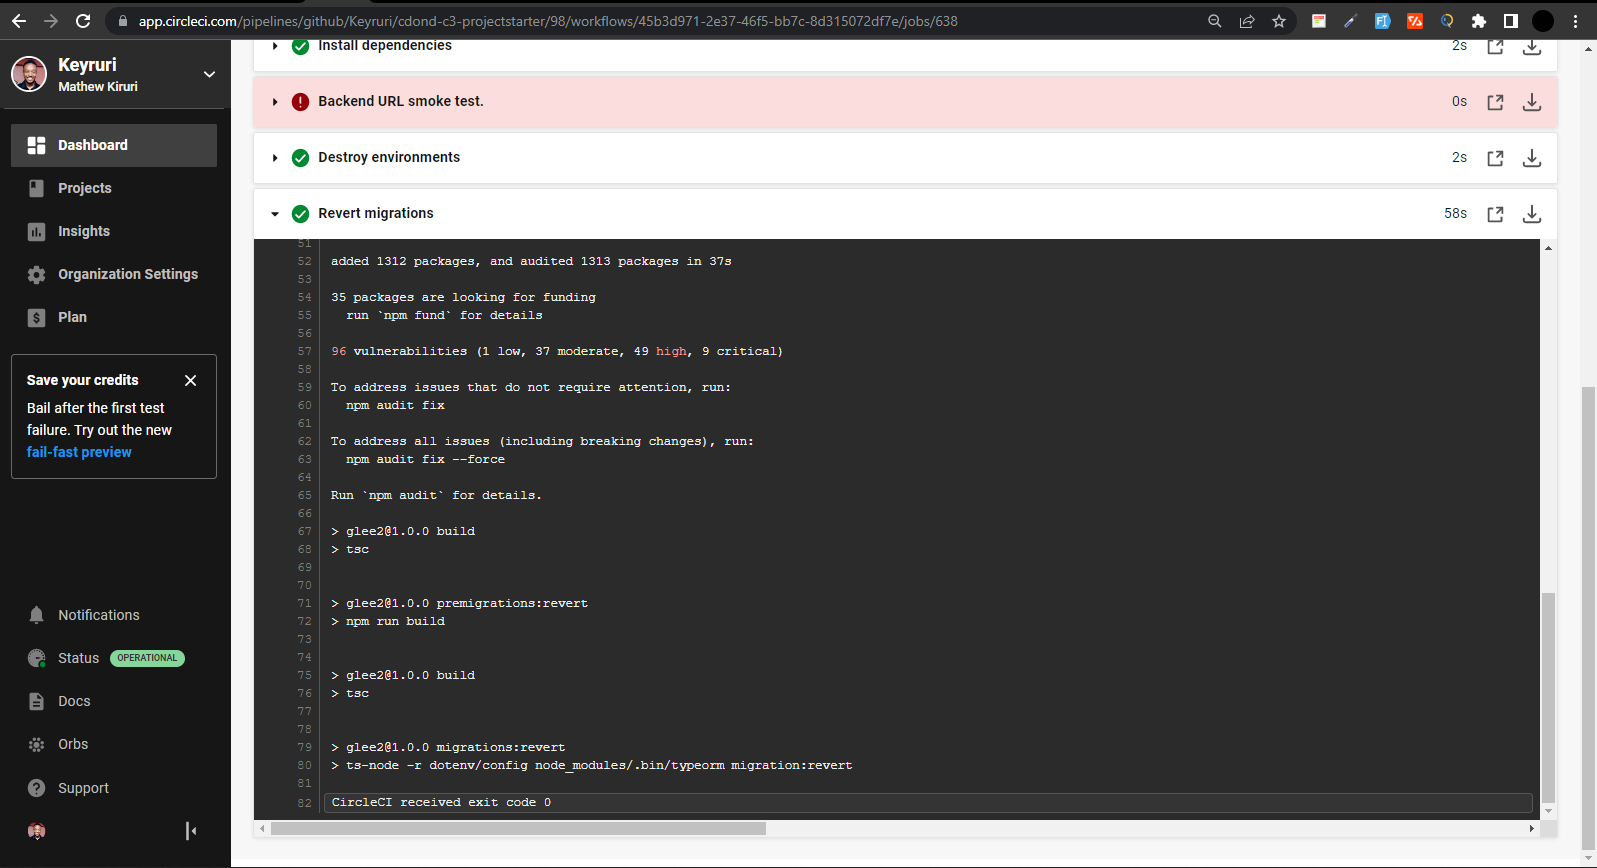 app.circleci.com/pipelines/github/Keyruri/cdond-c3-projectstarter/98/workflows/45b3d971-2e37-46f5-bb7c-8d315072df7e/jobs/638
Keyruri
Mathew Kiruri
Dashboard
Projects
Insights
Organization Settings
Plan
Save your credits
Bail after the first test
failure. Try out the new
fail-fast preview
Notifications
Status OPERATIONAL
Docs
Orbs
Support
Install dependencies 2s
Backend URL smoke test. 0s
Destroy environments 2s
Revert migrations 58s
51
52 added 1312 packages, and audited 1313 packages in 37s
53
54 35 packages are looking for funding
55 run `npm fund` for details
56
57 96 vulnerabilities (1 low, 37 moderate, 49 high, 9 critical)
58
59 To address issues that do not require attention, run:
60 npm audit fix
61
62 To address all issues (including breaking changes), run:
63 npm audit fix --force
64
65 Run `npm audit` for details.
66
67 > glee2@1.0.0 build
68 > tsc
69
70
71 > glee2@1.0.0 premigrations:revert
72 > npm run build
73
74
75 > glee2@1.0.0 build
76 > tsc
77
78
79 > glee2@1.0.0 migrations:revert
80 > ts-node -r dotenv/config node_modules/.bin/typeorm migration:revert
81
82 CircleCI received exit code 0